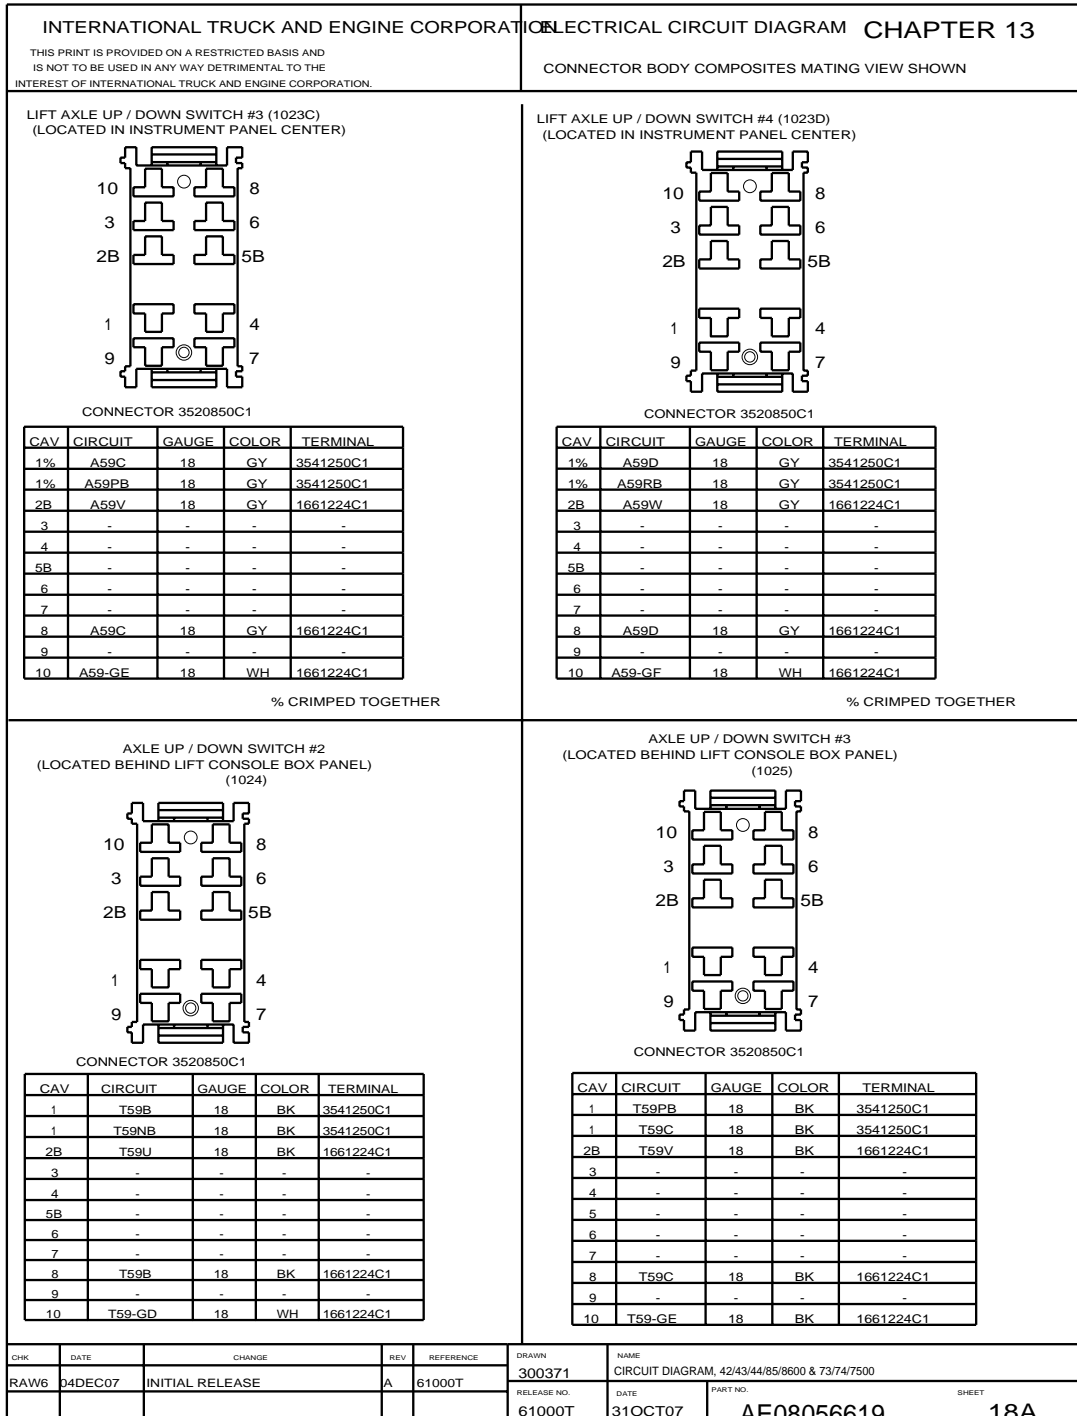 INTERNATIONAL TRUCK AND ENGINE CORPORATION
THIS PRINT IS PROVIDED ON A RESTRICTED BASIS AND
IS NOT TO BE USED IN ANY WAY DETRIMENTAL TO THE
INTEREST OF INTERNATIONAL TRUCK AND ENGINE CORPORATION.
ELECTRICAL CIRCUIT DIAGRAM CHAPTER 13
CONNECTOR BODY COMPOSITES MATING VIEW SHOWN
LIFT AXLE UP / DOWN SWITCH #3 (1023C)
(LOCATED IN INSTRUMENT PANEL CENTER)
10 8
3 6
2B 5B
1 4
9 7
CONNECTOR 3520850C1
CAV CIRCUIT GAUGE COLOR TERMINAL
1% A59C 18 GY 3541250C1
1% A59PB 18 GY 3541250C1
2B A59V 18 GY 1661224C1
3 - - - -
4 - - - -
5B - - - -
6 - - - -
7 - - - -
8 A59C 18 GY 1661224C1
9 - - - -
10 A59-GE 18 WH 1661224C1
% CRIMPED TOGETHER
LIFT AXLE UP / DOWN SWITCH #4 (1023D)
(LOCATED IN INSTRUMENT PANEL CENTER)
10 8
3 6
2B 5B
1 4
9 7
CONNECTOR 3520850C1
CAV CIRCUIT GAUGE COLOR TERMINAL
1% A59D 18 GY 3541250C1
1% A59RB 18 GY 3541250C1
2B A59W 18 GY 1661224C1
3 - - - -
4 - - - -
5B - - - -
6 - - - -
7 - - - -
8 A59D 18 GY 1661224C1
9 - - - -
10 A59-GF 18 WH 1661224C1
% CRIMPED TOGETHER
AXLE UP / DOWN SWITCH #2
(LOCATED BEHIND LIFT CONSOLE BOX PANEL)
(1024)
10 8
3 6
2B 5B
1 4
9 7
CONNECTOR 3520850C1
CAV CIRCUIT GAUGE COLOR TERMINAL
1 T59B 18 BK 3541250C1
1 T59NB 18 BK 3541250C1
2B T59U 18 BK 1661224C1
3 - - - -
4 - - - -
5B - - - -
6 - - - -
7 - - - -
8 T59B 18 BK 1661224C1
9 - - - -
10 T59-GD 18 WH 1661224C1
AXLE UP / DOWN SWITCH #3
(LOCATED BEHIND LIFT CONSOLE BOX PANEL)
(1025)
10 8
3 6
2B 5B
1 4
9 7
CONNECTOR 3520850C1
CAV CIRCUIT GAUGE COLOR TERMINAL
1 T59PB 18 BK 3541250C1
1 T59C 18 BK 3541250C1
2B T59V 18 BK 1661224C1
3 - - - -
4 - - - -
5 - - - -
6 - - - -
7 - - - -
8 T59C 18 BK 1661224C1
9 - - - -
10 T59-GE 18 BK 1661224C1
CHK DATE CHANGE REV REFERENCE
RAW6 04DEC07 INITIAL RELEASE A 61000T
DRAWN NAME
300371 CIRCUIT DIAGRAM, 42/43/44/85/8600 & 73/74/7500
RELEASE NO. DATE PART NO. SHEET
61000T 31OCT07 AE08056619 18A